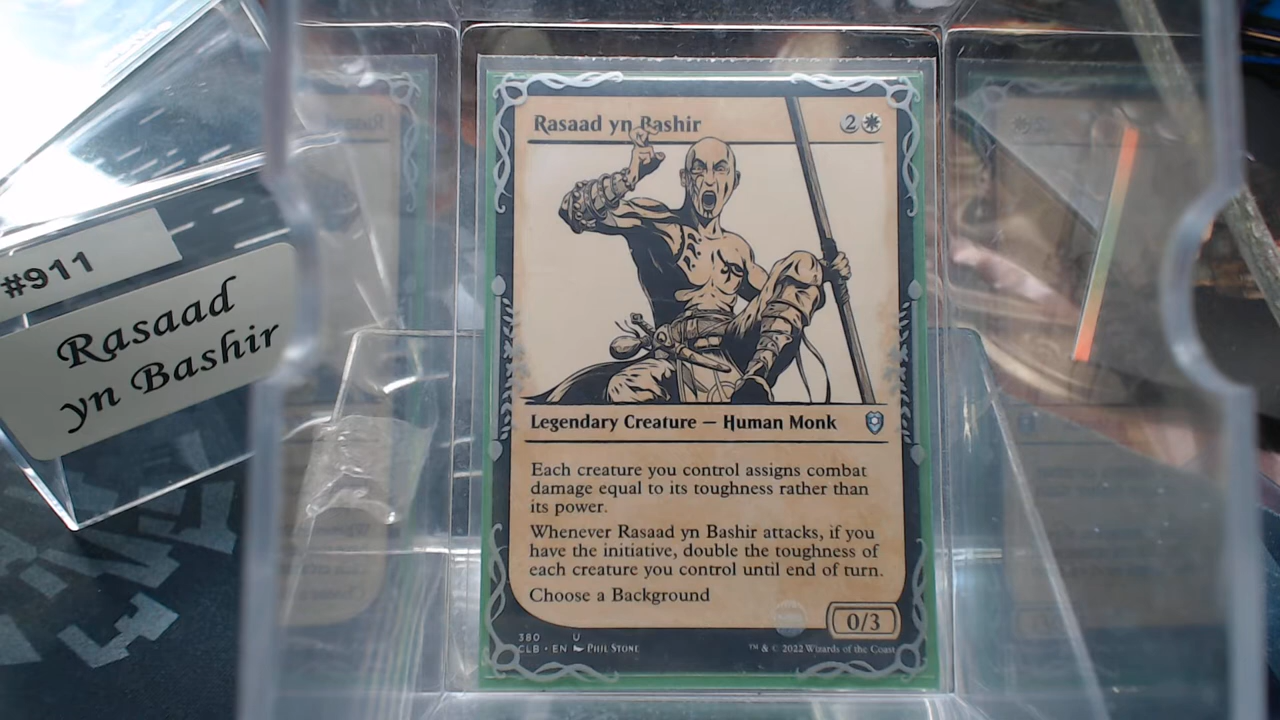 #911
Rasaad
yn Bashir
Rasaad yn Bashir
2
Legendary Creature — Human Monk
Each creature you control assigns combat
damage equal to its toughness rather than
its power.
Whenever Rasaad yn Bashir attacks, if you
have the initiative, double the toughness of
each creature you control until end of turn.
Choose a Background
0/3
380 U
CLB • EN Phil Stone
™ & © 2022 Wizards of the Coast